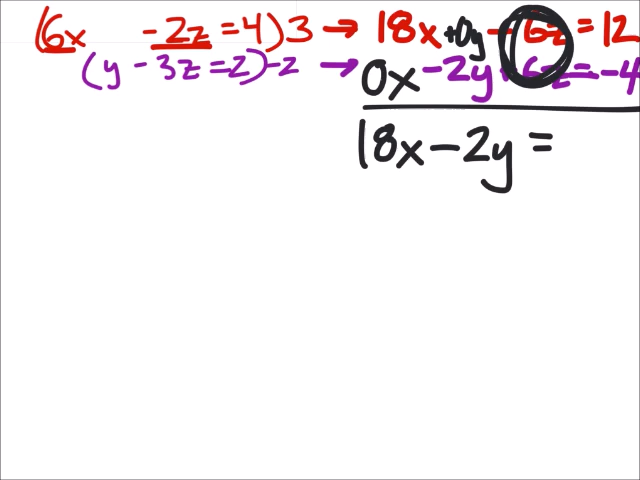 (6x - 2z = 4) 3 → 18x + 0y - 6z = 12
(y - 3z = 2) -2 → 0x - 2y + 6z = -4
18x - 2y =